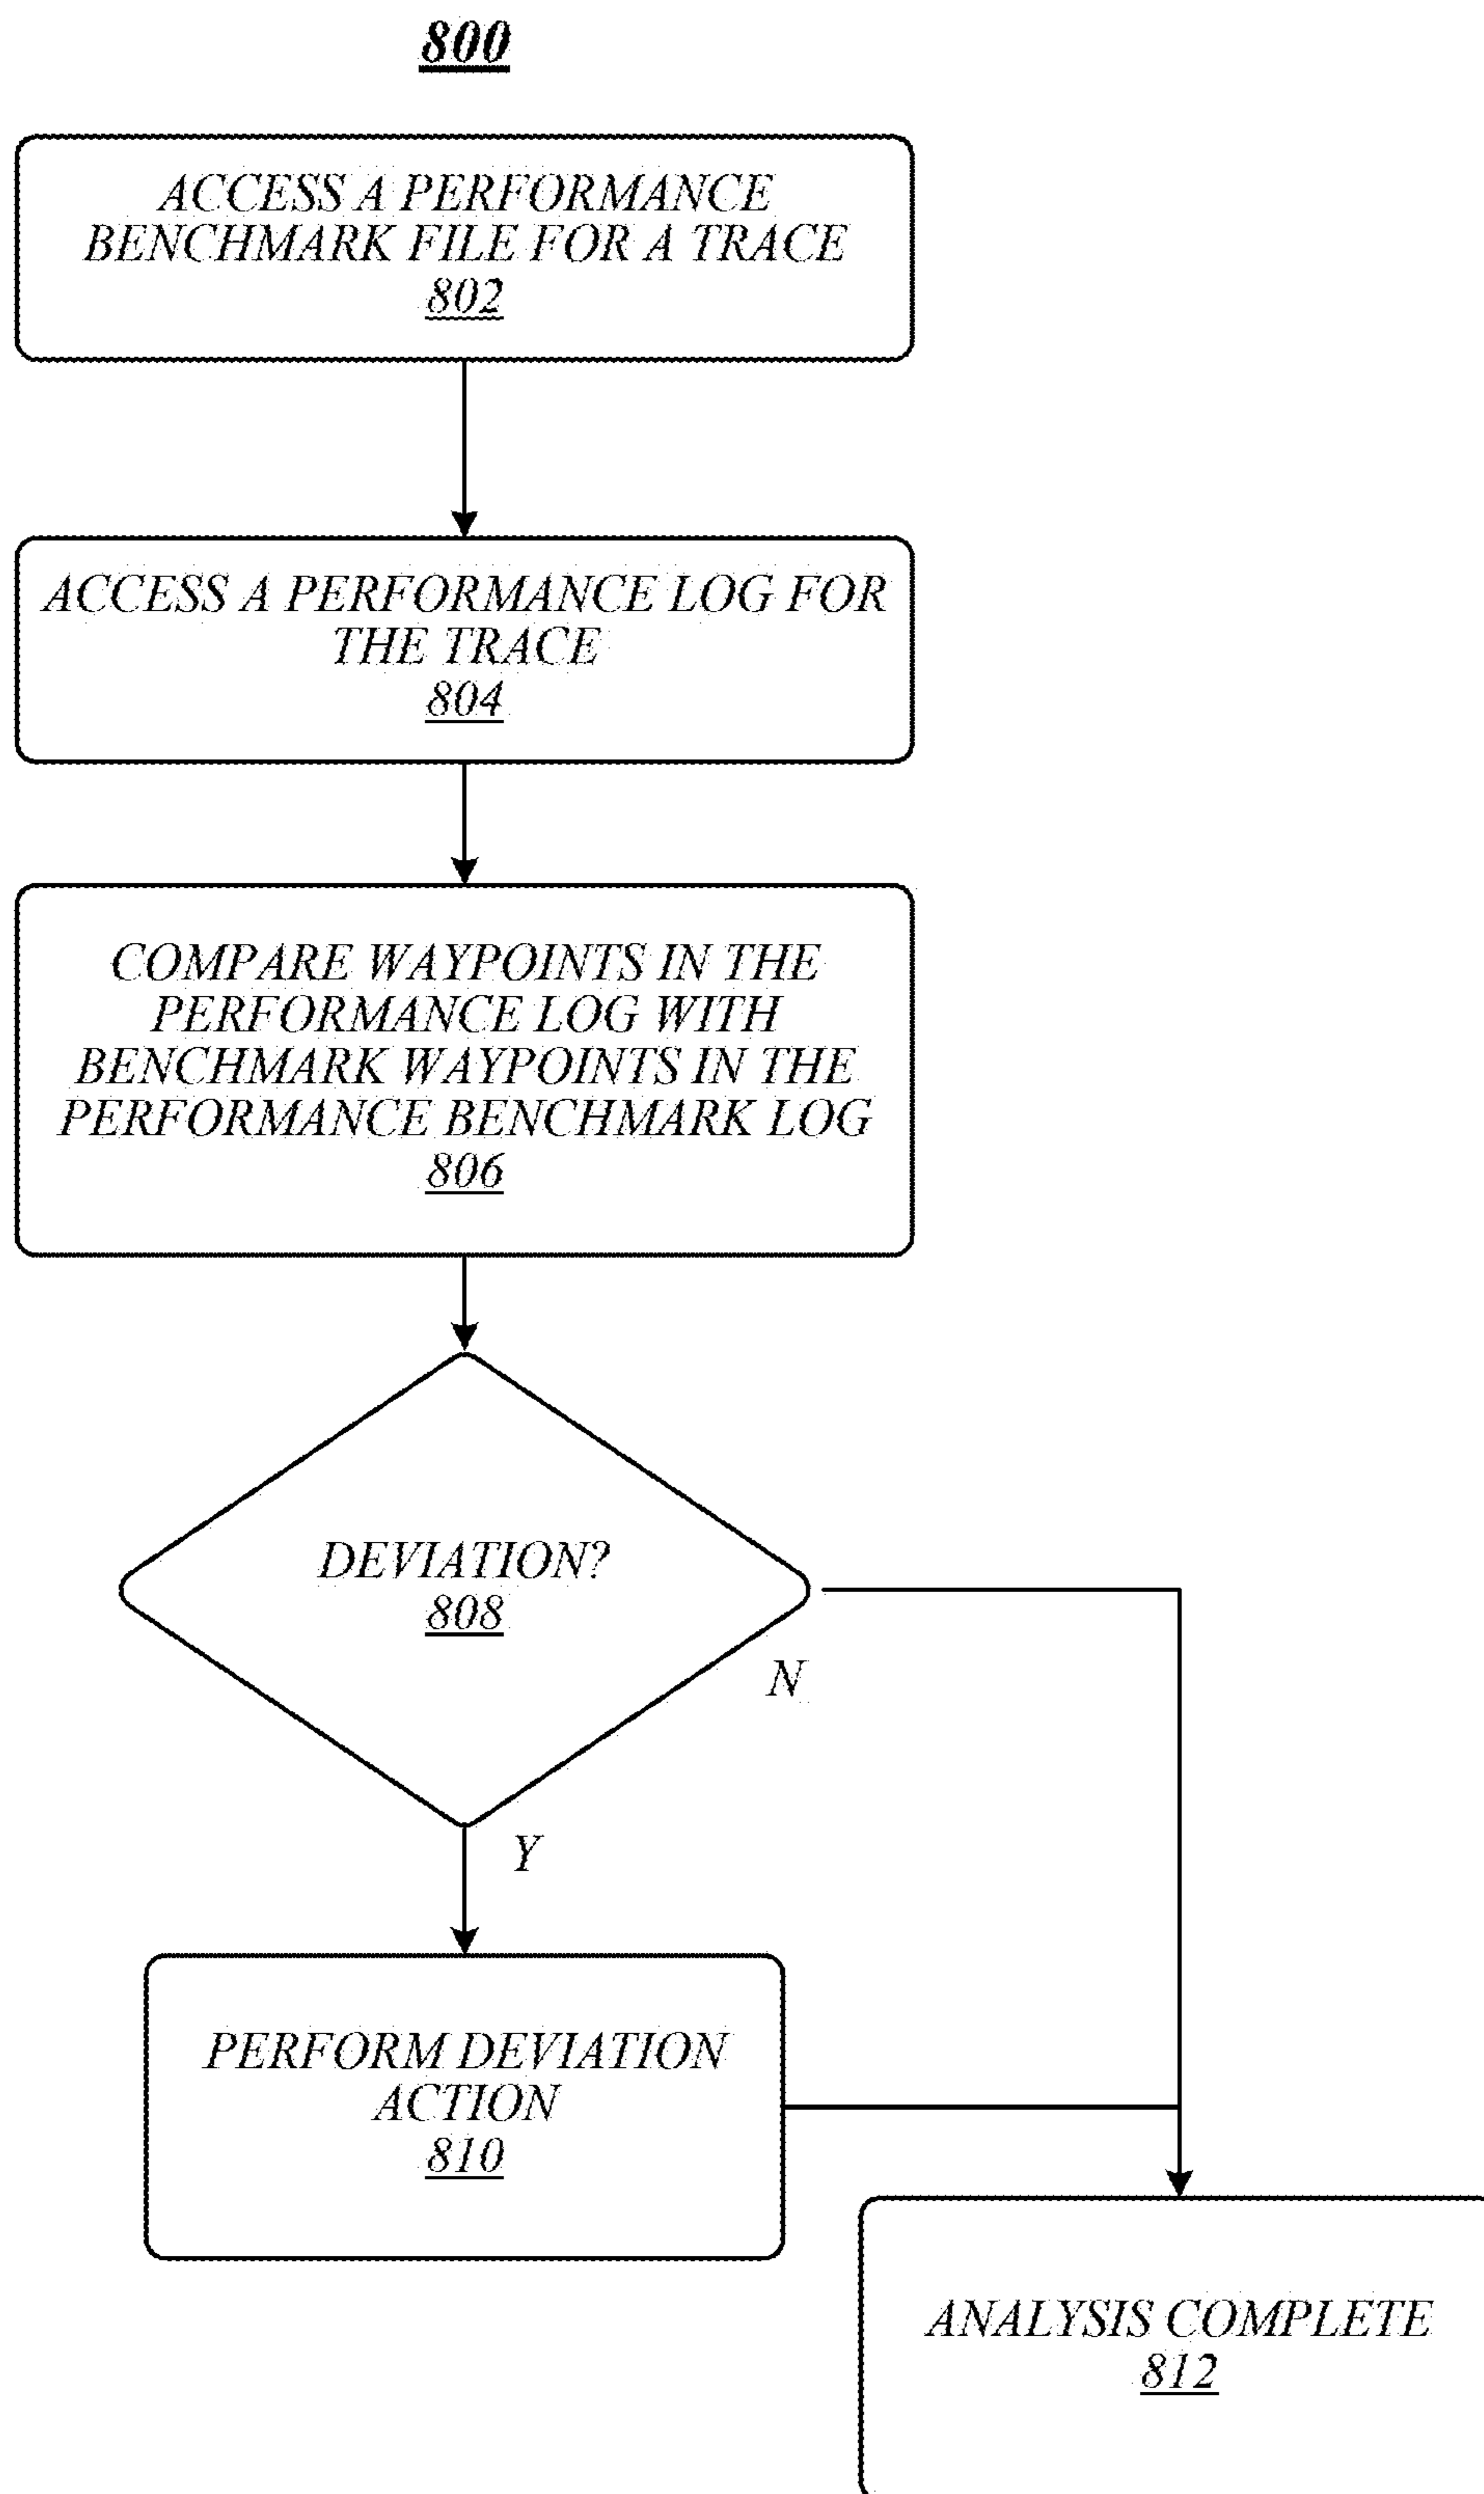 800
ACCESS A PERFORMANCE
BENCHMARK FILE FOR A TRACE
802
ACCESS A PERFORMANCE LOG FOR
THE TRACE
804
COMPARE WAYPOINTS IN THE
PERFORMANCE LOG WITH
BENCHMARK WAYPOINTS IN THE
PERFORMANCE BENCHMARK LOG
806
DEVIATION?
808
N
Y
PERFORM DEVIATION
ACTION
810
ANALYSIS COMPLETE
812